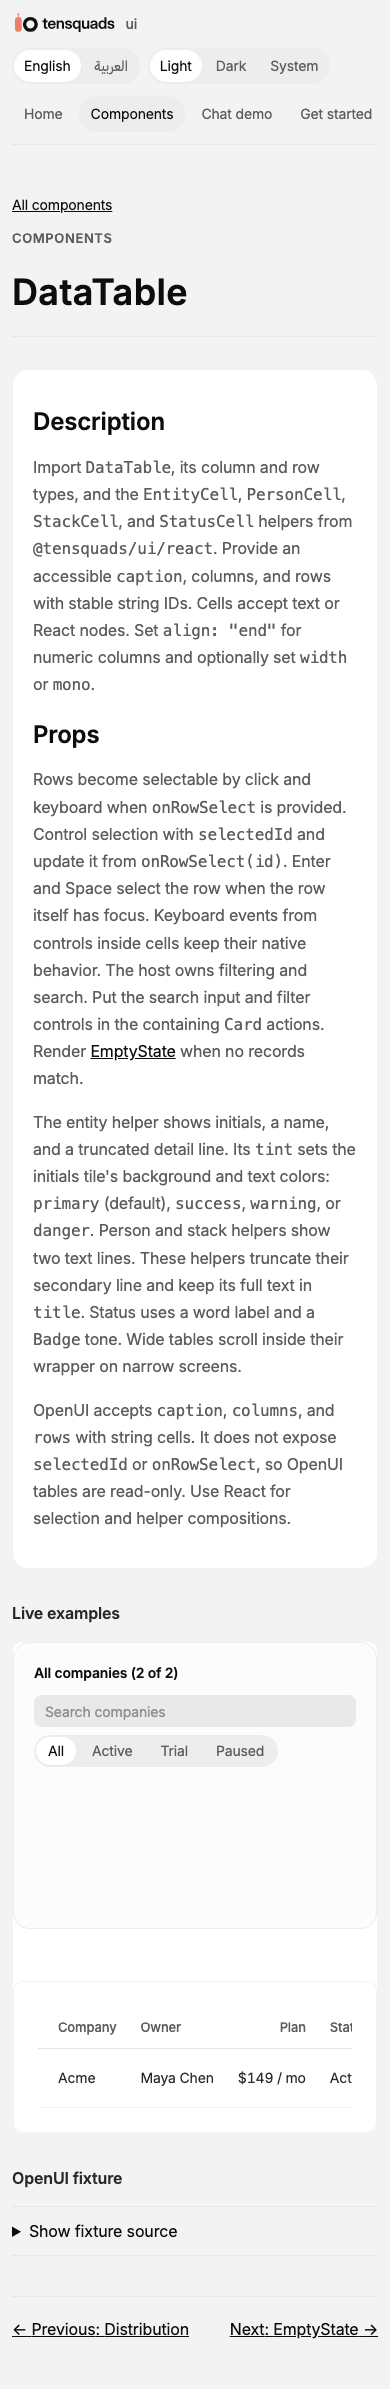 tensquads ui
English العربية Light Dark System
Home Components Chat demo Get started
All components
COMPONENTS
DataTable
Description
Import DataTable, its column and row
types, and the EntityCell, PersonCell,
StackCell, and StatusCell helpers from
@tensquads/ui/react. Provide an
accessible caption, columns, and rows
with stable string IDs. Cells accept text or
React nodes. Set align: "end" for
numeric columns and optionally set width
or mono.
Props
Rows become selectable by click and
keyboard when onRowSelect is provided.
Control selection with selectedId and
update it from onRowSelect(id). Enter
and Space select the row when the row
itself has focus. Keyboard events from
controls inside cells keep their native
behavior. The host owns filtering and
search. Put the search input and filter
controls in the containing Card actions.
Render EmptyState when no records
match.
The entity helper shows initials, a name,
and a truncated detail line. Its tint sets the
initials tile's background and text colors:
primary (default), success, warning, or
danger. Person and stack helpers show
two text lines. These helpers truncate their
secondary line and keep its full text in
title. Status uses a word label and a
Badge tone. Wide tables scroll inside their
wrapper on narrow screens.
OpenUI accepts caption, columns, and
rows with string cells. It does not expose
selectedId or onRowSelect, so OpenUI
tables are read-only. Use React for
selection and helper compositions.
Live examples
All companies (2 of 2)
Search companies
All Active Trial Paused
Company Owner Plan Stat
Acme Maya Chen $149 / mo Act
OpenUI fixture
▶ Show fixture source
← Previous: Distribution Next: EmptyState →